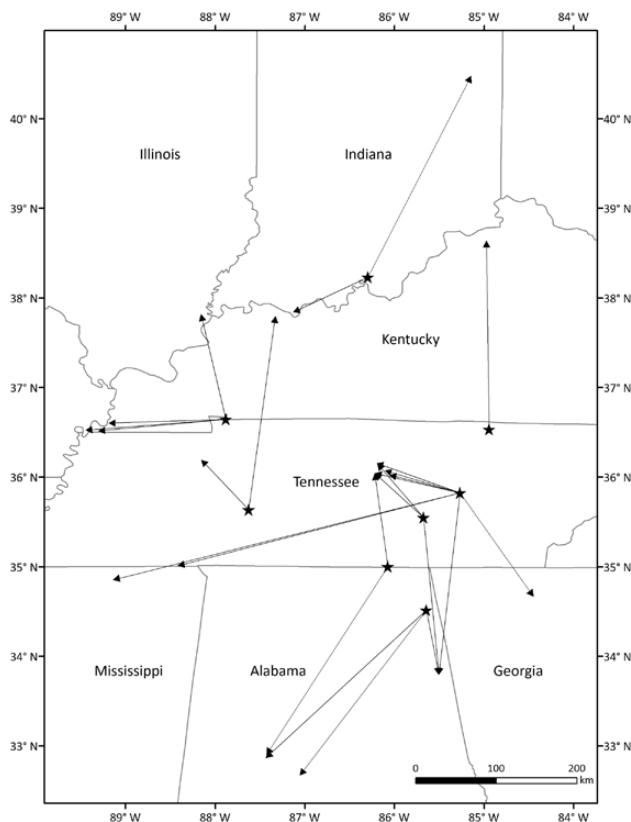 89° W 88° W 87° W 86° W 85° W 84° W
40° N 40° N
Illinois Indiana
39° N 39° N
38° N 38° N
Kentucky
37° N 37° N
36° N 36° N
Tennessee
35° N 35° N
34° N 34° N
Mississippi Alabama Georgia
33° N 33° N
0 100 200
km
89° W 88° W 87° W 86° W 85° W 84° W